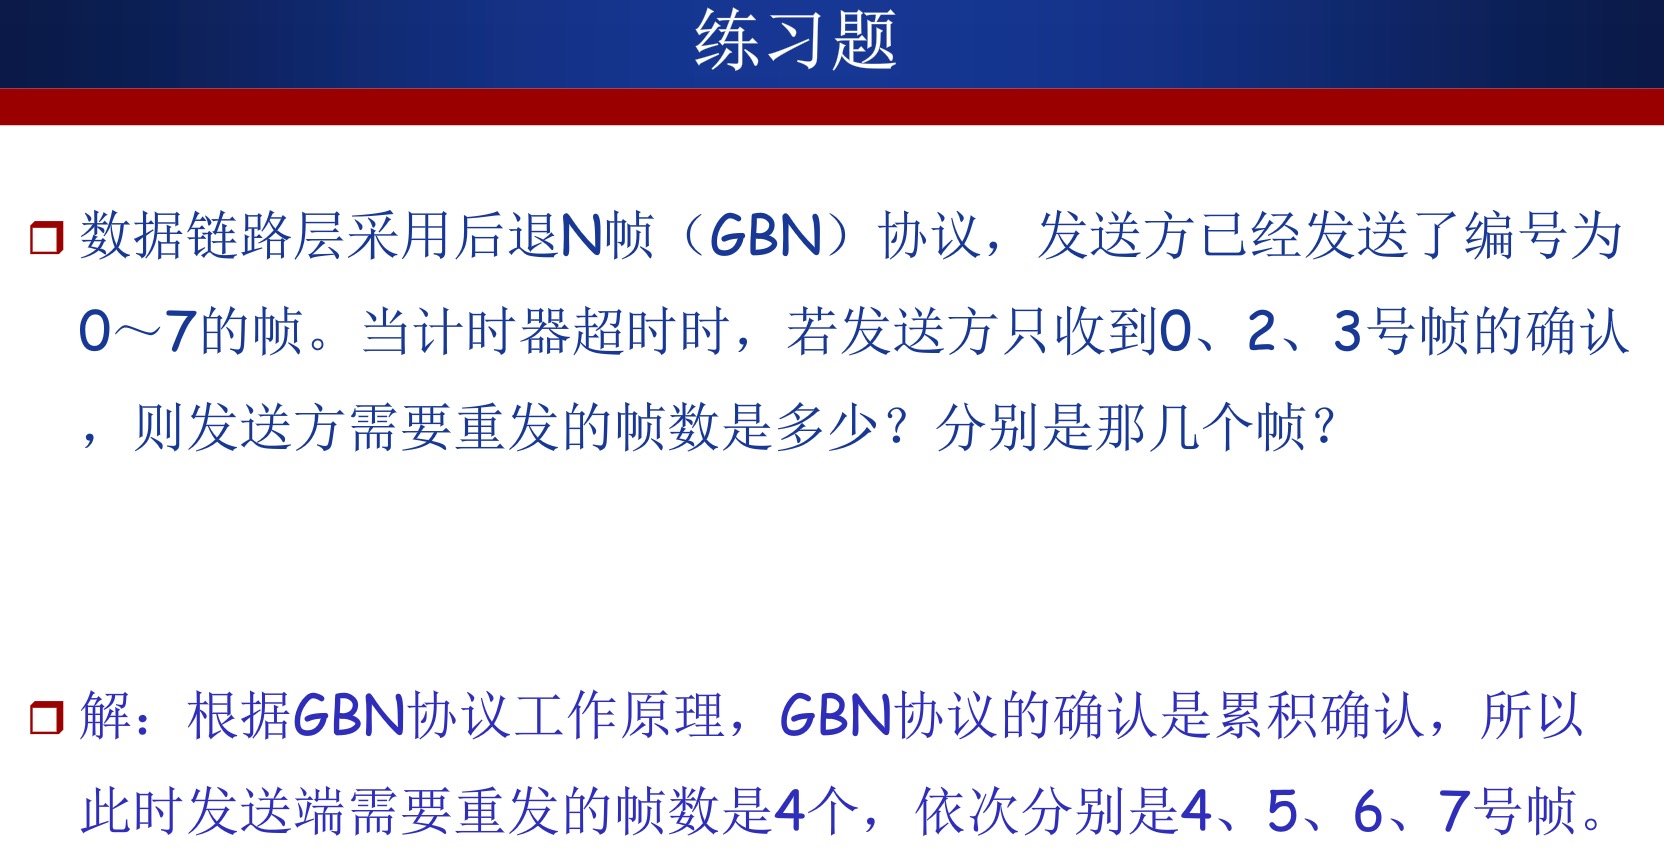 练习题
数据链路层采用后退N帧（GBN）协议，发送方已经发送了编号为
0～7的帧。当计时器超时时，若发送方只收到0、2、3号帧的确认
，则发送方需要重发的帧数是多少？分别是那几个帧？
解：根据GBN协议工作原理，GBN协议的确认是累积确认，所以
此时发送端需要重发的帧数是4个，依次分别是4、5、6、7号帧。